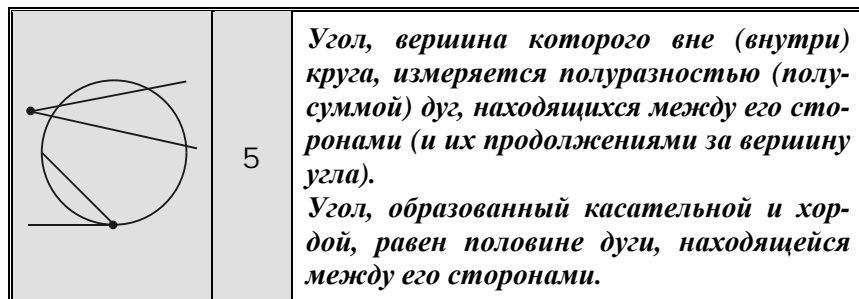 5
Угол, вершина которого вне (внутри)
круга, измеряется полуразностью (полу-
суммой) дуг, находящихся между его сто-
ронами (и их продолжениями за вершину
угла).
Угол, образованный касательной и хор-
дой, равен половине дуги, находящейся
между его сторонами.